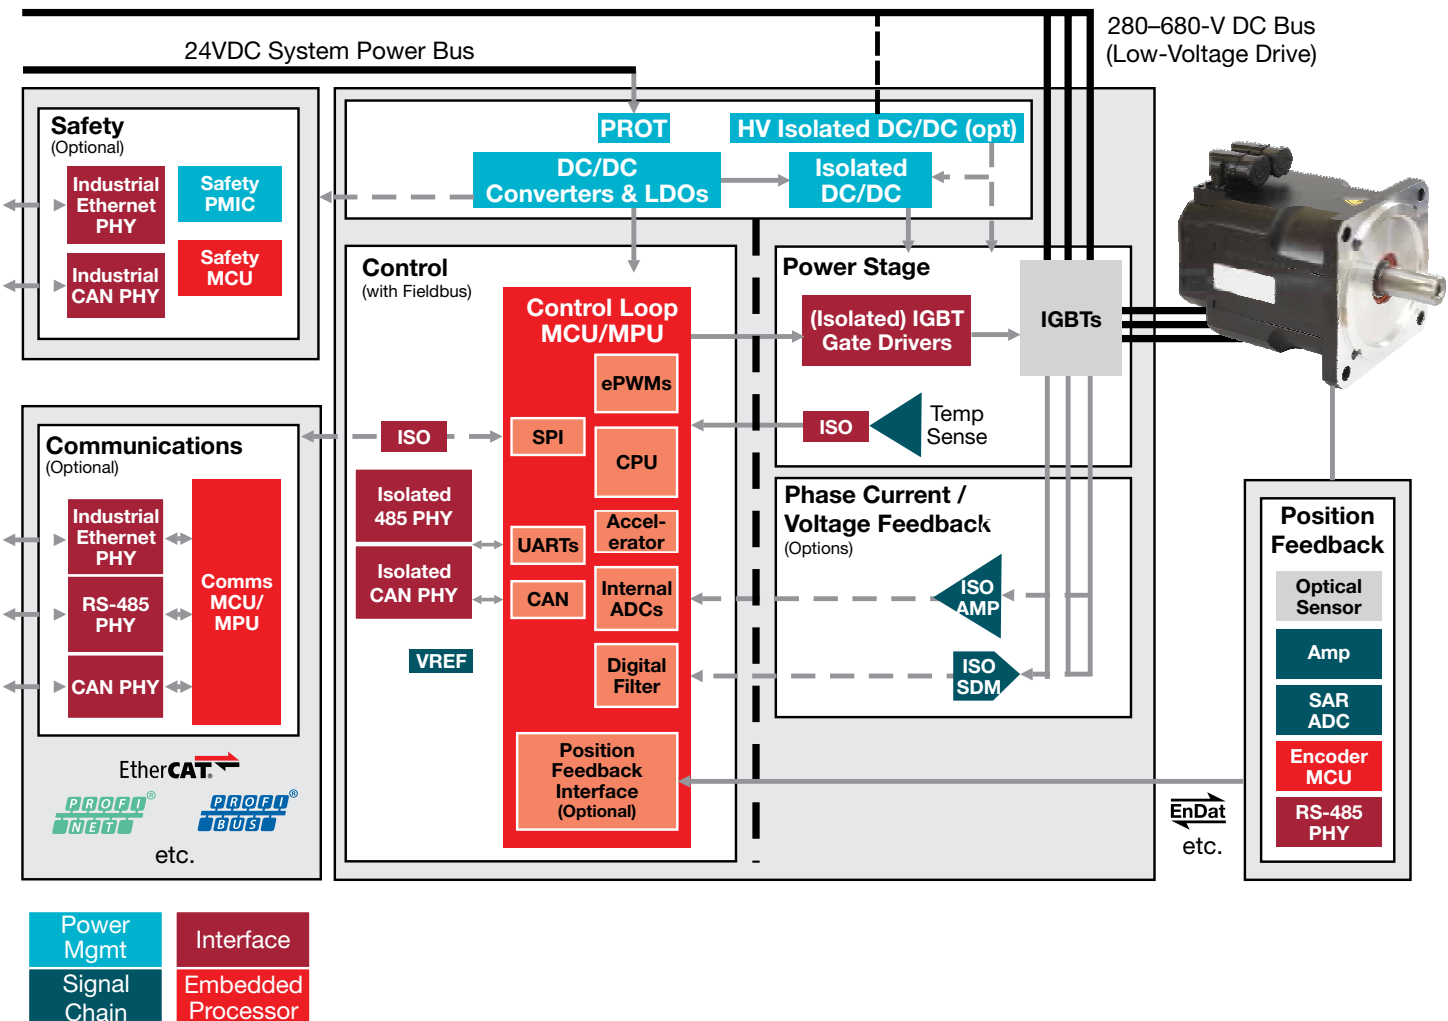 280–680-V DC Bus
(Low-Voltage Drive)
24VDC System Power Bus
Safety
(Optional)
Industrial
Ethernet
PHY
Safety
PMIC
Industrial
CAN PHY
Safety
MCU
PROT
HV Isolated DC/DC (opt)
DC/DC
Converters & LDOs
Isolated
DC/DC
Control
(with Fieldbus)
Control Loop
MCU/MPU
ePWMs
ISO
SPI
CPU
Isolated
485 PHY
UARTs
Accel-
erator
Isolated
CAN PHY
CAN
Internal
ADCs
VREF
Digital
Filter
Position
Feedback
Interface
(Optional)
Power Stage
(Isolated) IGBT
Gate Drivers
IGBTs
ISO
Temp
Sense
Phase Current /
Voltage Feedback
(Options)
ISO
AMP
ISO
SDM
Communications
(Optional)
Industrial
Ethernet
PHY
RS-485
PHY
CAN PHY
Comms
MCU/
MPU
EtherCAT®
PROFI®
NET
PROFI®
BUS
etc.
EnDat
etc.
Position
Feedback
Optical
Sensor
Amp
SAR
ADC
Encoder
MCU
RS-485
PHY
Power
Mgmt
Interface
Signal
Chain
Embedded
Processor